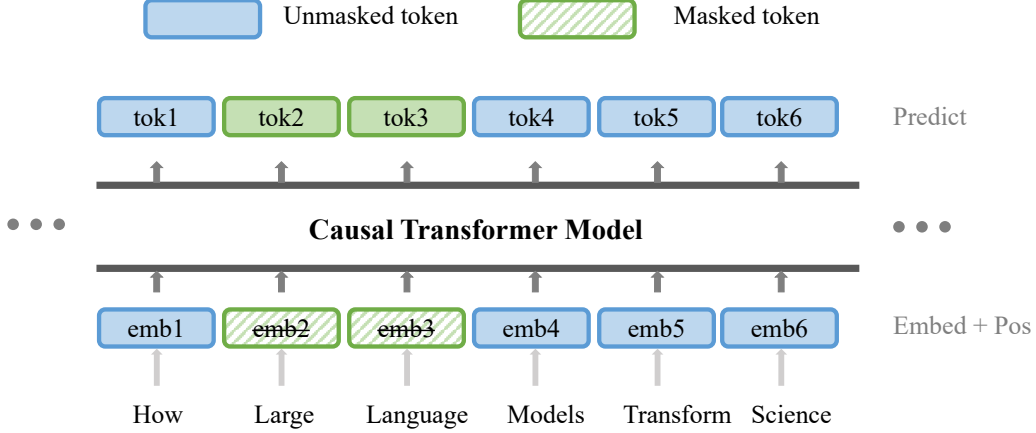 Unmasked token Masked token
tok1 tok2 tok3 tok4 tok5 tok6 Predict
Causal Transformer Model
emb1 emb2 emb3 emb4 emb5 emb6 Embed + Pos
How Large Language Models Transform Science